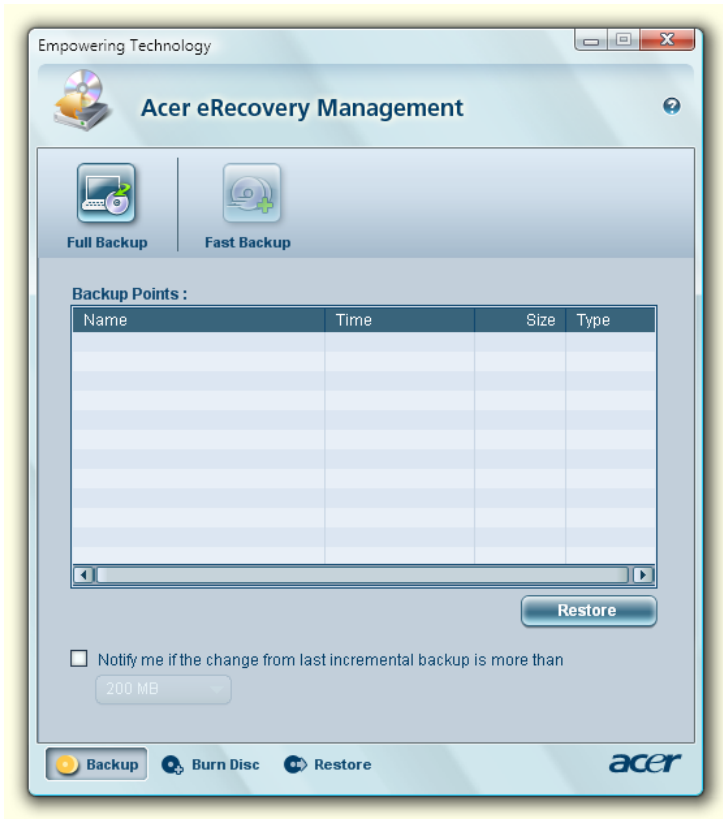 Empowering Technology
Acer eRecovery Management
Full Backup
Fast Backup
Backup Points :
Name Time Size Type
Restore
Notify me if the change from last incremental backup is more than
200 MB
Backup Burn Disc Restore acer